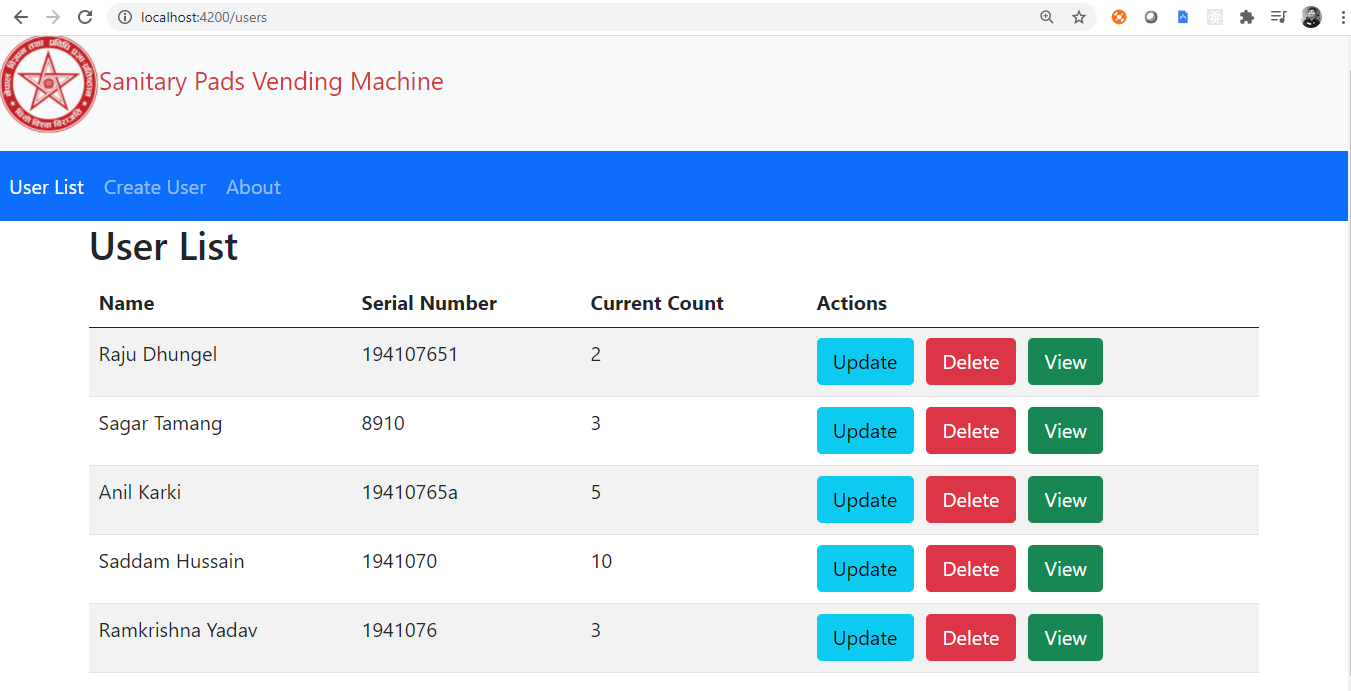 localhost:4200/users
Sanitary Pads Vending Machine
User List Create User About
User List
Name Serial Number Current Count Actions
Raju Dhungel 194107651 2 Update Delete View
Sagar Tamang 8910 3 Update Delete View
Anil Karki 19410765a 5 Update Delete View
Saddam Hussain 1941070 10 Update Delete View
Ramkrishna Yadav 1941076 3 Update Delete View